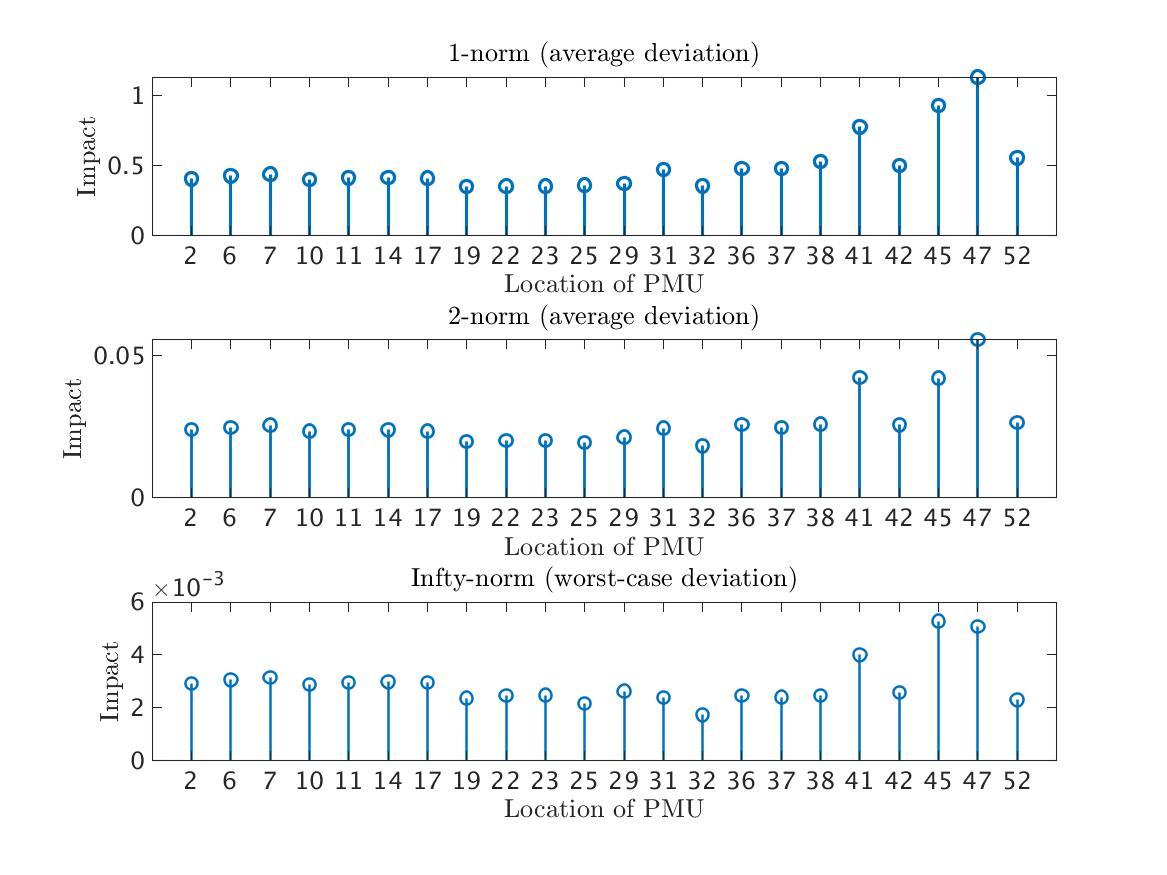 1-norm (average deviation)
1
0.5
0
Impact
2 6 7 10 11 14 17 19 22 23 25 29 31 32 36 37 38 41 42 45 47 52
Location of PMU
2-norm (average deviation)
0.05
0
Impact
2 6 7 10 11 14 17 19 22 23 25 29 31 32 36 37 38 41 42 45 47 52
Location of PMU
Infty-norm (worst-case deviation)
×10⁻³
6
4
2
0
Impact
2 6 7 10 11 14 17 19 22 23 25 29 31 32 36 37 38 41 42 45 47 52
Location of PMU